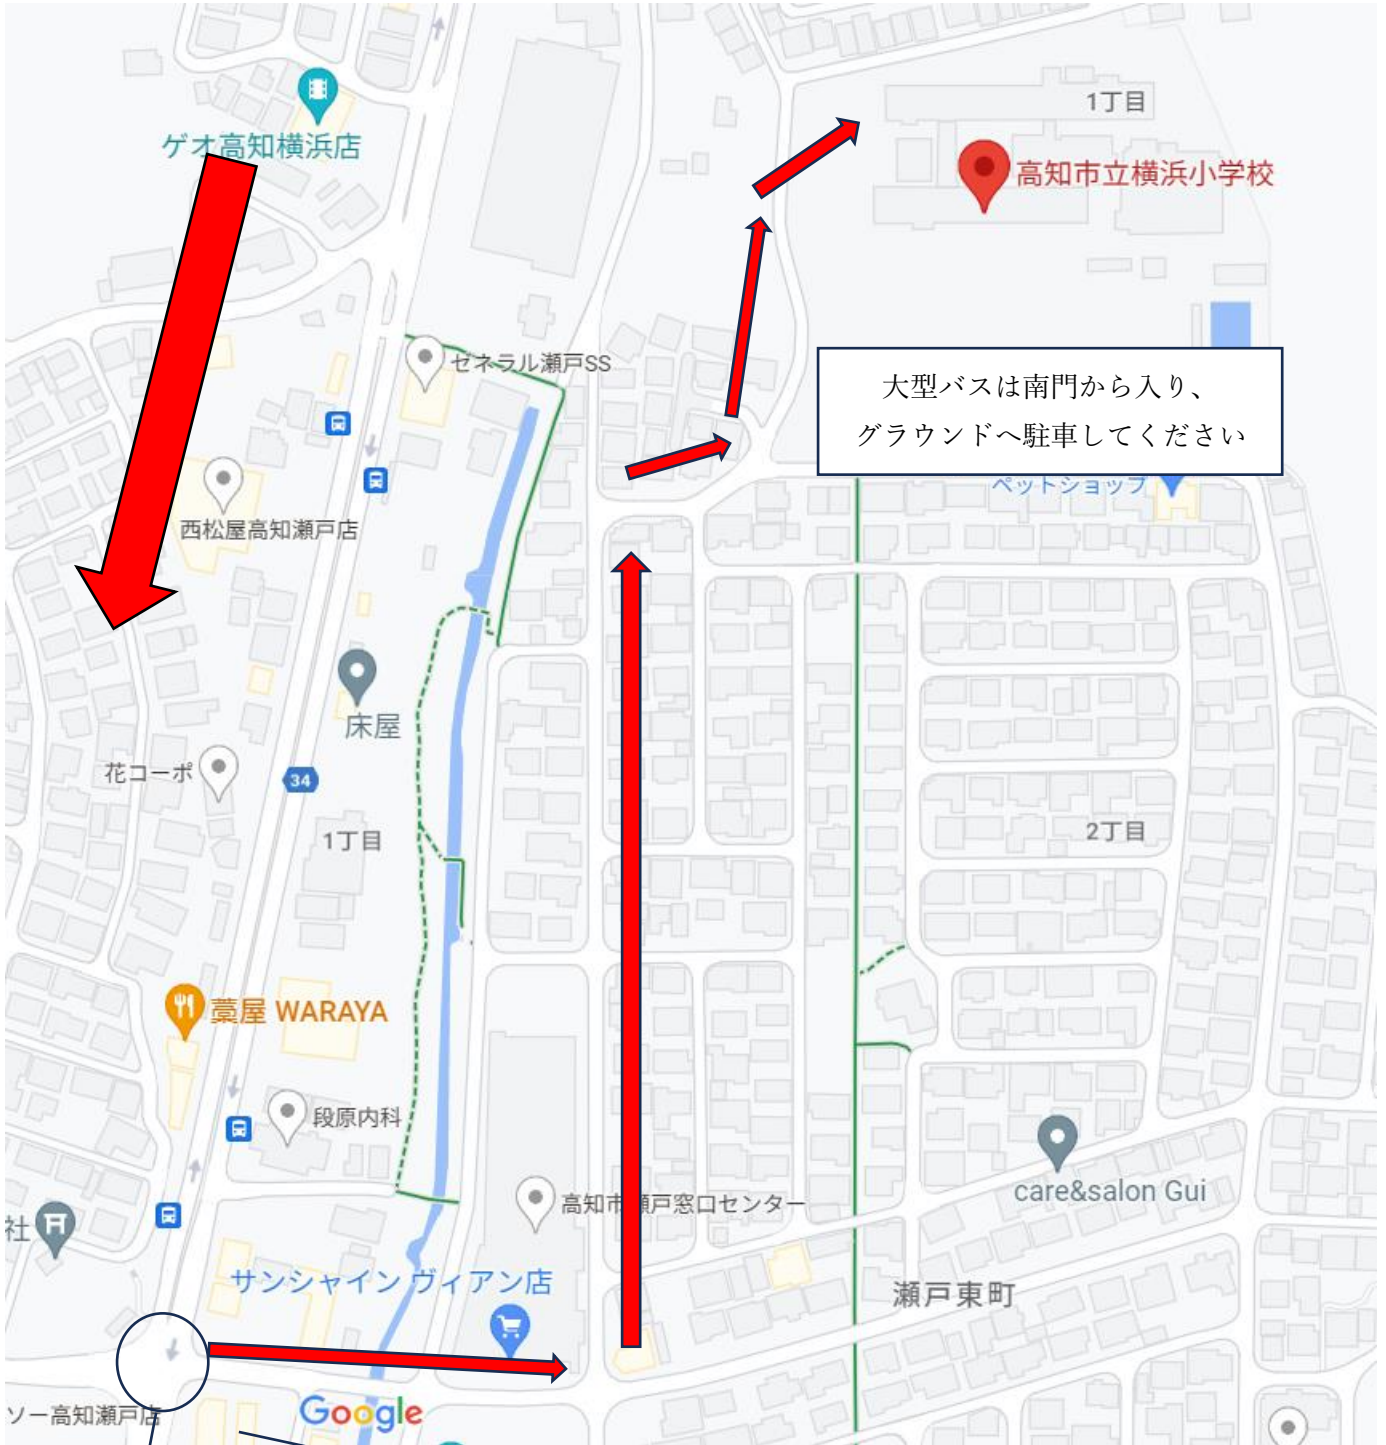 1丁目
ゲオ高知横浜店
高知市立横浜小学校
ゼネラル瀬戸SS
大型バスは南門から入り、
グラウンドへ駐車してください
ペットショップ
西松屋高知瀬戸店
床屋
花コーポ
34
1丁目
2丁目
藁屋 WARAYA
段原内科
care&salon Gui
高知市瀬戸窓口センター
社
サンシャイン ヴィアン店
瀬戸東町
ソー高知瀬戸店
Google